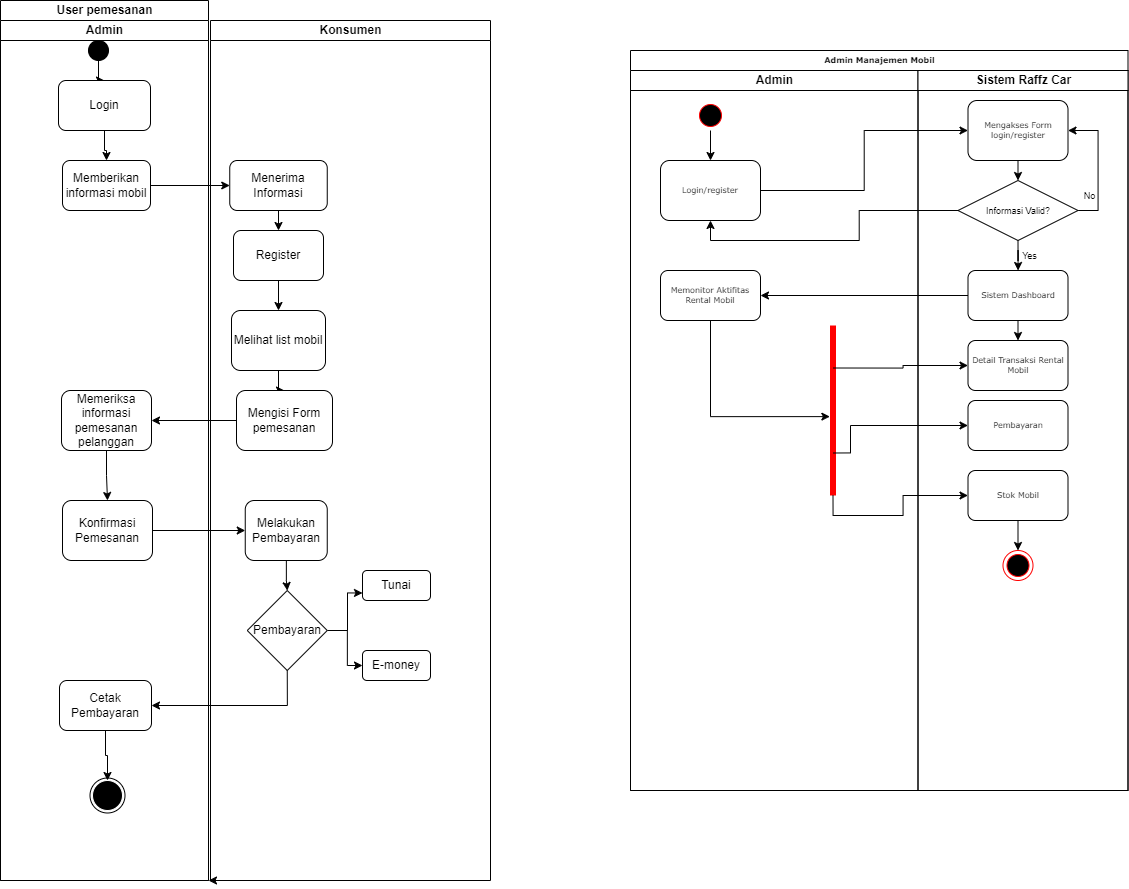 User pemesanan
Admin
Konsumen
Login
Memberikan
informasi mobil
Menerima
Informasi
Register
Melihat list mobil
Memeriksa
informasi
pemesanan
pelanggan
Mengisi Form
pemesanan
Konfirmasi
Pemesanan
Melakukan
Pembayaran
Pembayaran
Tunai
E-money
Cetak
Pembayaran
Admin Manajemen Mobil
Admin
Sistem Raffz Car
Mengakses Form
login/register
Login/register
Informasi Valid?
No
Yes
Memonitor Aktifitas
Rental Mobil
Sistem Dashboard
Detail Transaksi Rental
Mobil
Pembayaran
Stok Mobil